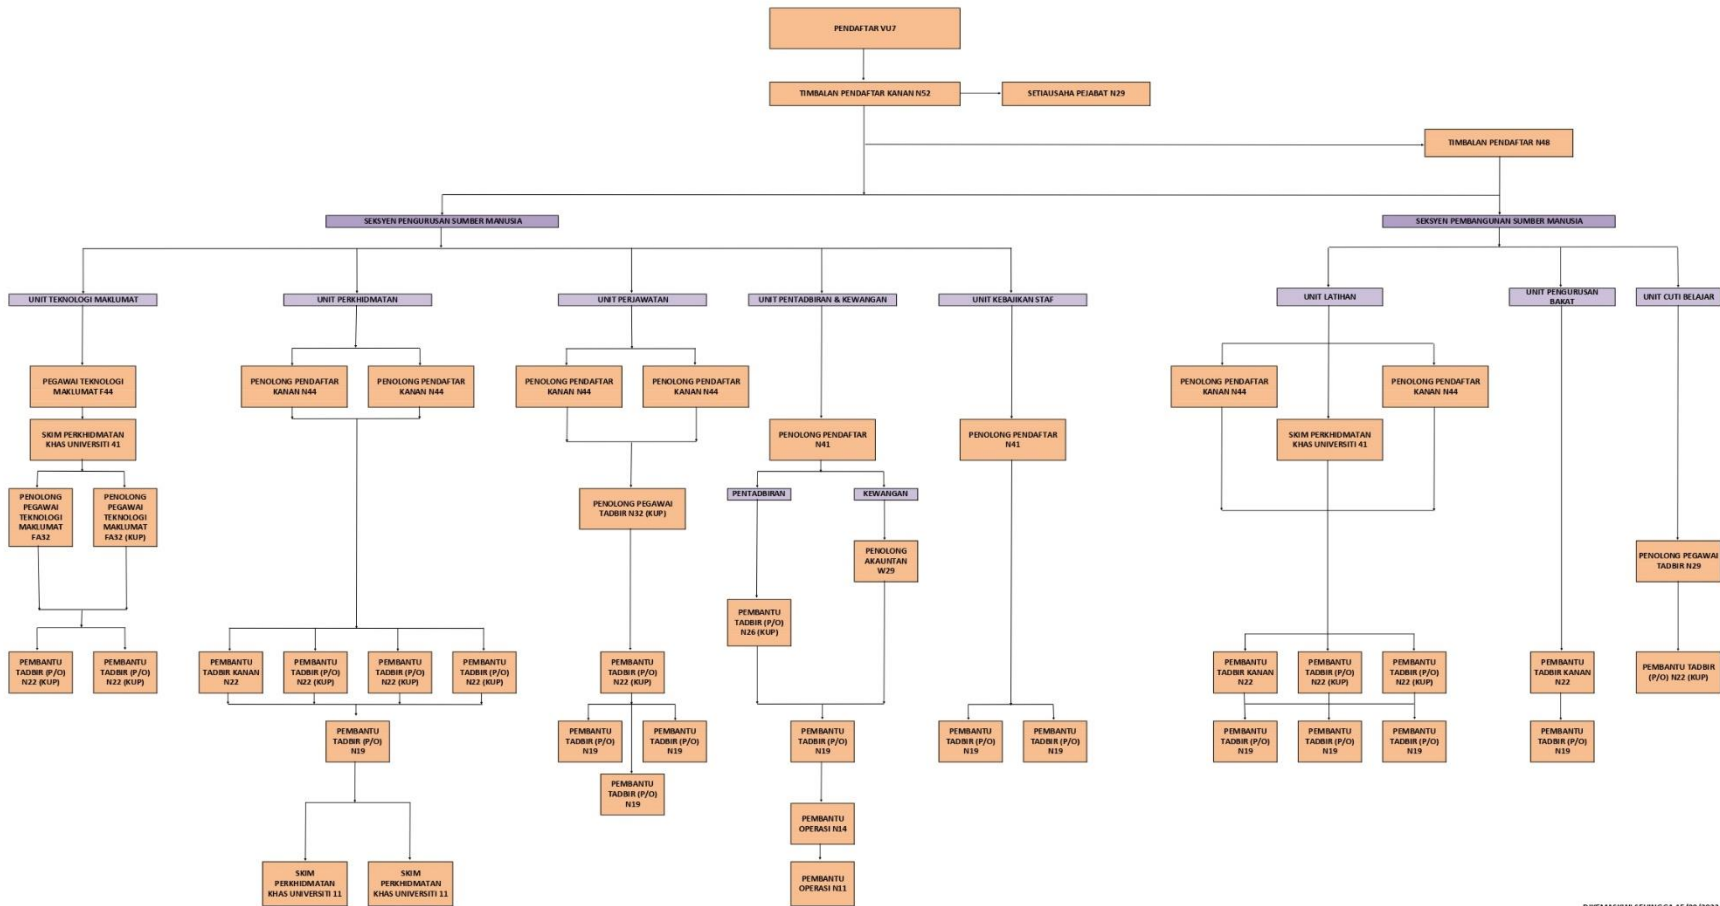 PENDAFTAR VU7
TIMBALAN PENDAFTAR KANAN N52
SETIAUSAHA PEJABAT N29
TIMBALAN PENDAFTAR N48
SEKSYEN PENGURUSAN SUMBER MANUSIA
SEKSYEN PEMBANGUNAN SUMBER MANUSIA
UNIT TEKNOLOGI MAKLUMAT
UNIT PERKHIDMATAN
UNIT PERJAWATAN
UNIT PENTADBIRAN & KEWANGAN
UNIT KEBAJIKAN STAF
UNIT LATIHAN
UNIT PENGURUSAN
BAKAT
UNIT CUTI BELAJAR
PEGAWAI TEKNOLOGI
MAKLUMAT F44
PENOLONG PENDAFTAR
KANAN N44
PENOLONG PENDAFTAR
KANAN N44
PENOLONG PENDAFTAR
KANAN N44
PENOLONG PENDAFTAR
KANAN N44
PENOLONG PENDAFTAR
KANAN N44
PENOLONG PENDAFTAR
KANAN N44
SKIM PERKHIDMATAN
KHAS UNIVERSITI 41
PENOLONG PENDAFTAR
N41
PENOLONG PENDAFTAR
N41
SKIM PERKHIDMATAN
KHAS UNIVERSITI 41
PENOLONG
PEGAWAI
TEKNOLOGI
MAKLUMAT
FA32
PENOLONG
PEGAWAI
TEKNOLOGI
MAKLUMAT
FA32 (KUP)
PENOLONG PEGAWAI
TADBIR N32 (KUP)
PENTADBIRAN
KEWANGAN
PENOLONG
AKAUNTAN
W29
PENOLONG PEGAWAI
TADBIR N29
PEMBANTU
TADBIR (P/O)
N26 (KUP)
PEMBANTU
TADBIR (P/O)
N22 (KUP)
PEMBANTU
TADBIR (P/O)
N22 (KUP)
PEMBANTU
TADBIR KANAN
N22
PEMBANTU
TADBIR (P/O)
N22 (KUP)
PEMBANTU
TADBIR (P/O)
N22 (KUP)
PEMBANTU
TADBIR (P/O)
N22 (KUP)
PEMBANTU
TADBIR (P/O)
N22 (KUP)
PEMBANTU
TADBIR KANAN
N22
PEMBANTU
TADBIR (P/O)
N22 (KUP)
PEMBANTU
TADBIR (P/O)
N22 (KUP)
PEMBANTU
TADBIR KANAN
N22
PEMBANTU TADBIR
(P/O) N22 (KUP)
PEMBANTU
TADBIR (P/O)
N19
PEMBANTU
TADBIR (P/O)
N19
PEMBANTU
TADBIR (P/O)
N19
PEMBANTU
TADBIR (P/O)
N19
PEMBANTU
TADBIR (P/O)
N19
PEMBANTU
TADBIR (P/O)
N19
PEMBANTU
TADBIR (P/O)
N19
PEMBANTU
TADBIR (P/O)
N19
PEMBANTU
TADBIR (P/O)
N19
PEMBANTU
TADBIR (P/O)
N19
PEMBANTU
TADBIR (P/O)
N19
PEMBANTU
OPERASI N14
SKIM
PERKHIDMATAN
KHAS UNIVERSITI 11
SKIM
PERKHIDMATAN
KHAS UNIVERSITI 11
PEMBANTU
OPERASI N11